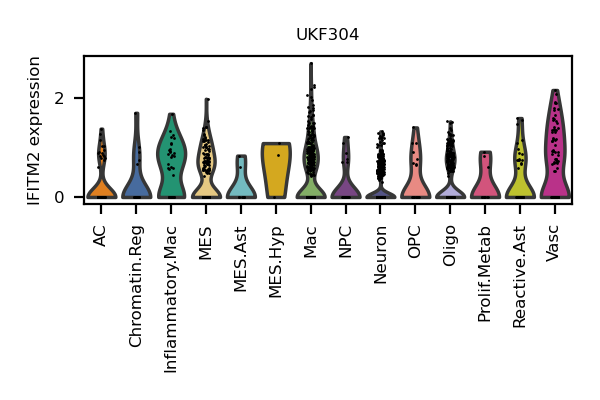 UKF304
IFITM2 expression
2
0
AC
Chromatin.Reg
Inflammatory.Mac
MES
MES.Ast
MES.Hyp
Mac
NPC
Neuron
OPC
Oligo
Prolif.Metab
Reactive.Ast
Vasc